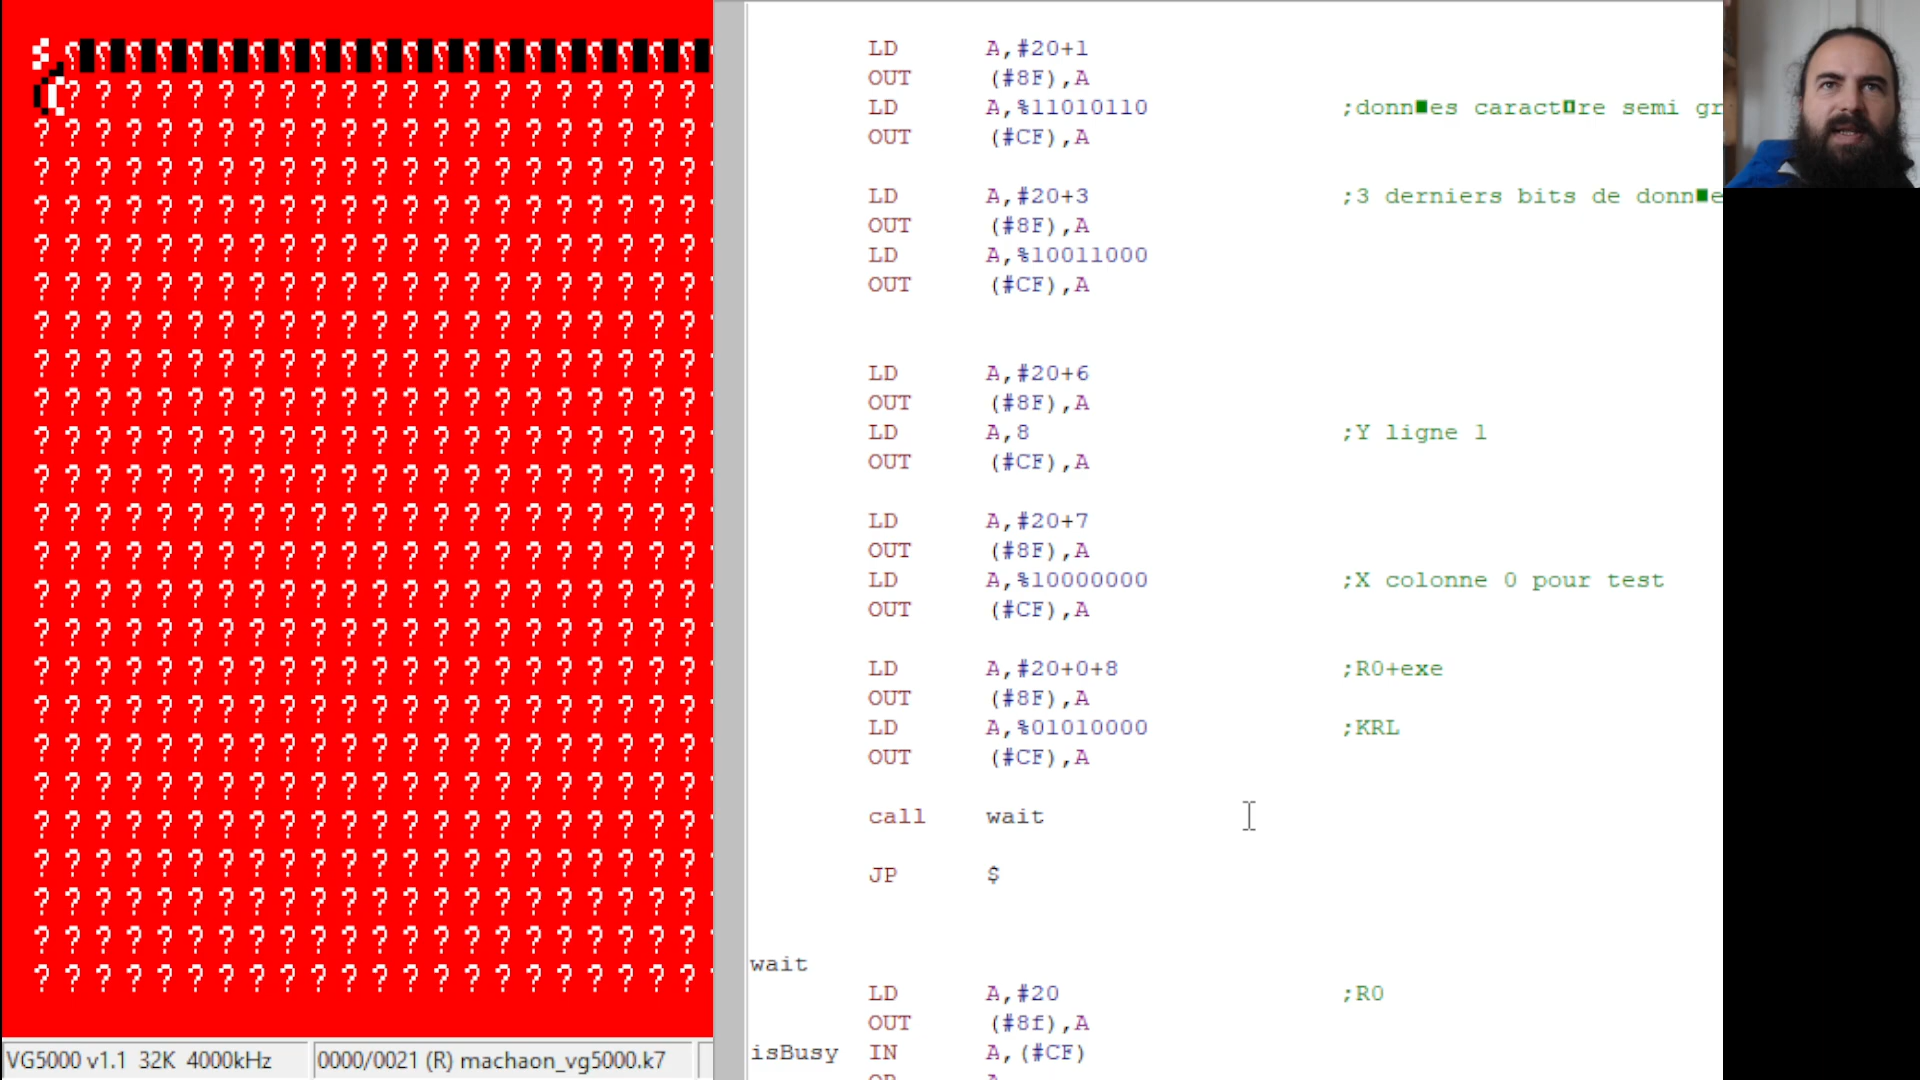 LD A,#20+1
OUT (#8F),A
LD A,%11010110 ;donn■es caract◘re semi gr
OUT (#CF),A
LD A,#20+3 ;3 derniers bits de donn■e
OUT (#8F),A
LD A,%10011000
OUT (#CF),A
LD A,#20+6
OUT (#8F),A
LD A,8 ;Y ligne 1
OUT (#CF),A
LD A,#20+7
OUT (#8F),A
LD A,%10000000 ;X colonne 0 pour test
OUT (#CF),A
LD A,#20+0+8 ;R0+exe
OUT (#8F),A
LD A,%01010000 ;KRL
OUT (#CF),A
call wait
JP $
wait
LD A,#20 ;R0
OUT (#8f),A
isBusy IN A,(#CF)
VG5000 v1.1 32K 4000kHz 0000/0021 (R) machaon_vg5000.k7